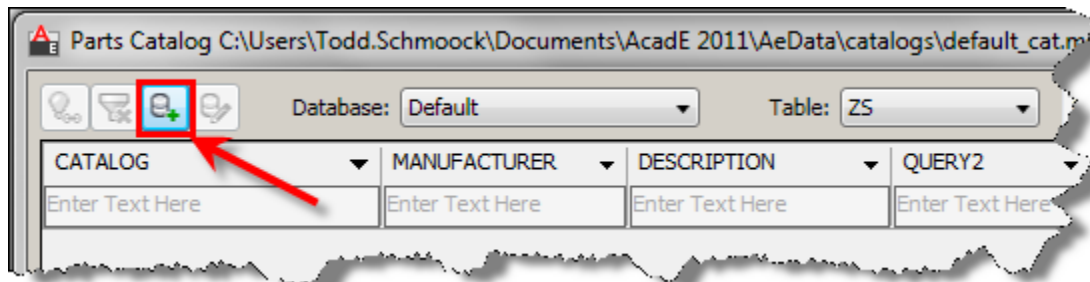 Parts Catalog C:\Users\Todd.Schmoock\Documents\AcadE 2011\AeData\catalogs\default_cat.m
Database: Default Table: ZS
CATALOG MANUFACTURER DESCRIPTION QUERY2
Enter Text Here Enter Text Here Enter Text Here Enter Text Here